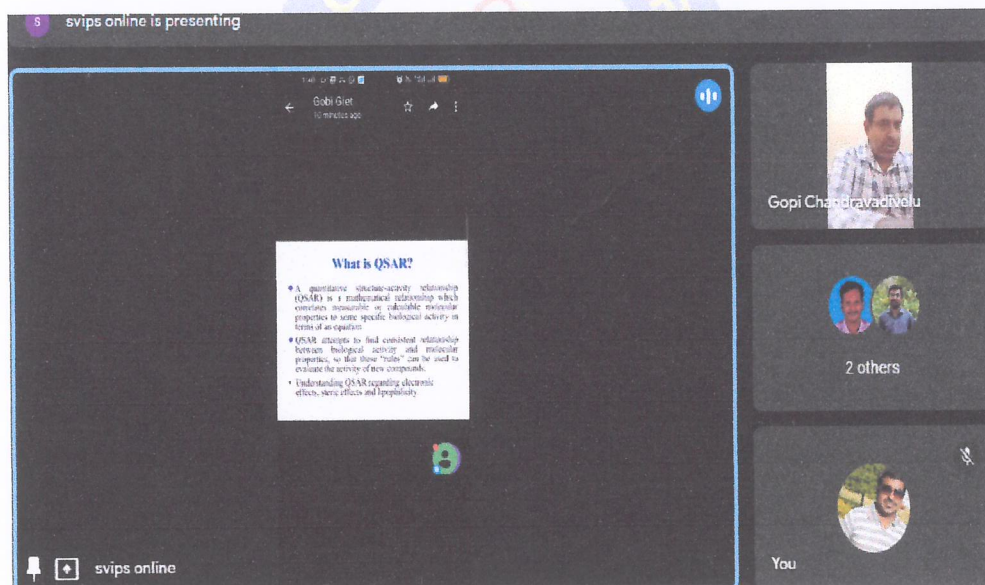 S svips online is presenting
Gobi Giet
10 minutes ago
What is QSAR?
A quantitative structure-activity relationship
(QSAR) is a mathematical relationship which
correlates measurable or calculable molecular
properties to some specific biological activity in
terms of an equation.
QSAR attempts to find consistent relationship
between biological activity and molecular
properties, so that these "rules" can be used to
evaluate the activity of new compounds.
Understanding QSAR regarding electronic
effects, steric effects and lipophilicity
Gopi Chandravadivelu
2 others
You
svips online